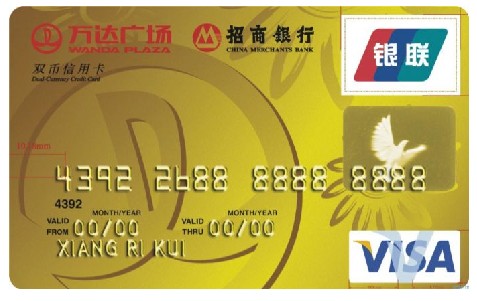 万达广场
WANDA PLAZA
招商银行
CHINA MERCHANTS BANK
银联
双币信用卡
Dual-Currency Credit Card
4392 2688 8888 8888
4392
MONTH/YEAR MONTH/YEAR
VALID FROM 00/00 VALID THRU 00/00
XIANG RI KUI
VISA